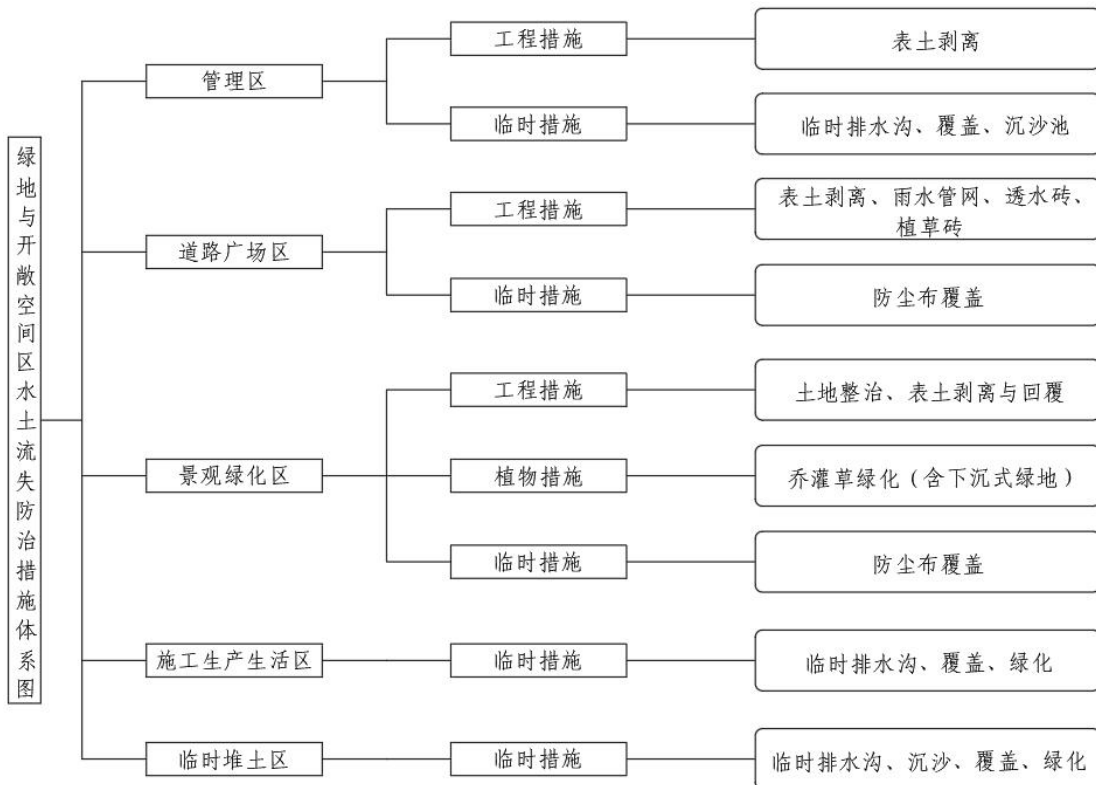 绿地与开敞空间区水土流失防治措施体系图
管理区
工程措施
表土剥离
临时措施
临时排水沟、覆盖、沉沙池
道路广场区
工程措施
表土剥离、雨水管网、透水砖、
植草砖
临时措施
防尘布覆盖
景观绿化区
工程措施
土地整治、表土剥离与回覆
植物措施
乔灌草绿化（含下沉式绿地）
临时措施
防尘布覆盖
施工生产生活区
临时措施
临时排水沟、覆盖、绿化
临时堆土区
临时措施
临时排水沟、沉沙、覆盖、绿化